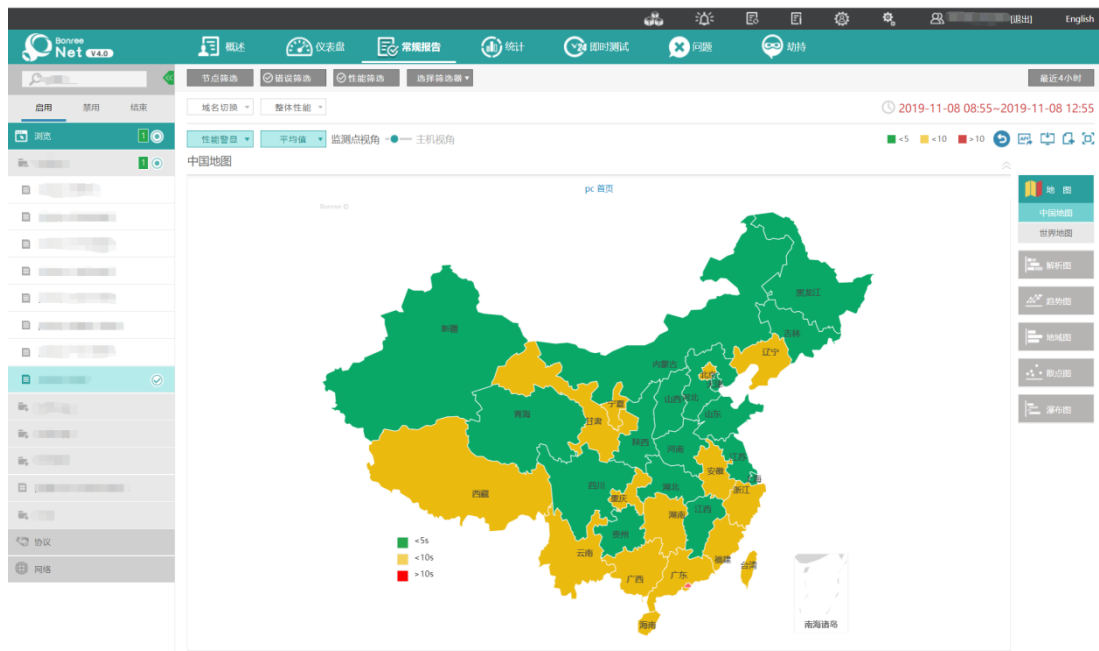 [退出] English
Bonree
Net V4.0
概述 仪表盘 常规报告 统计 即时测试 问题 劫持
启用 禁用 结束
浏览 1
1
协议
网络
节点筛选 错误筛选 性能筛选 选择筛选器 最近4小时
域名切换 整体性能 2019-11-08 08:55~2019-11-08 12:55
性能警显 平均值 监测点视角 主机视角 <5 <10 >10
中国地图
pc 首页
Bonree ©
黑龙江
吉林
新疆
辽宁
内蒙古
北京
山西 河北
宁夏
青海
山东
甘肃
陕西
河南
江苏
安徽
四川
湖北
浙江
西藏
重庆
湖南
江西
贵州
云南
福建
台湾
广西
广东
海南
南海诸岛
<5s
<10s
>10s
地 图
中国地图
世界地图
解析图
趋势图
地域图
散点图
瀑布图